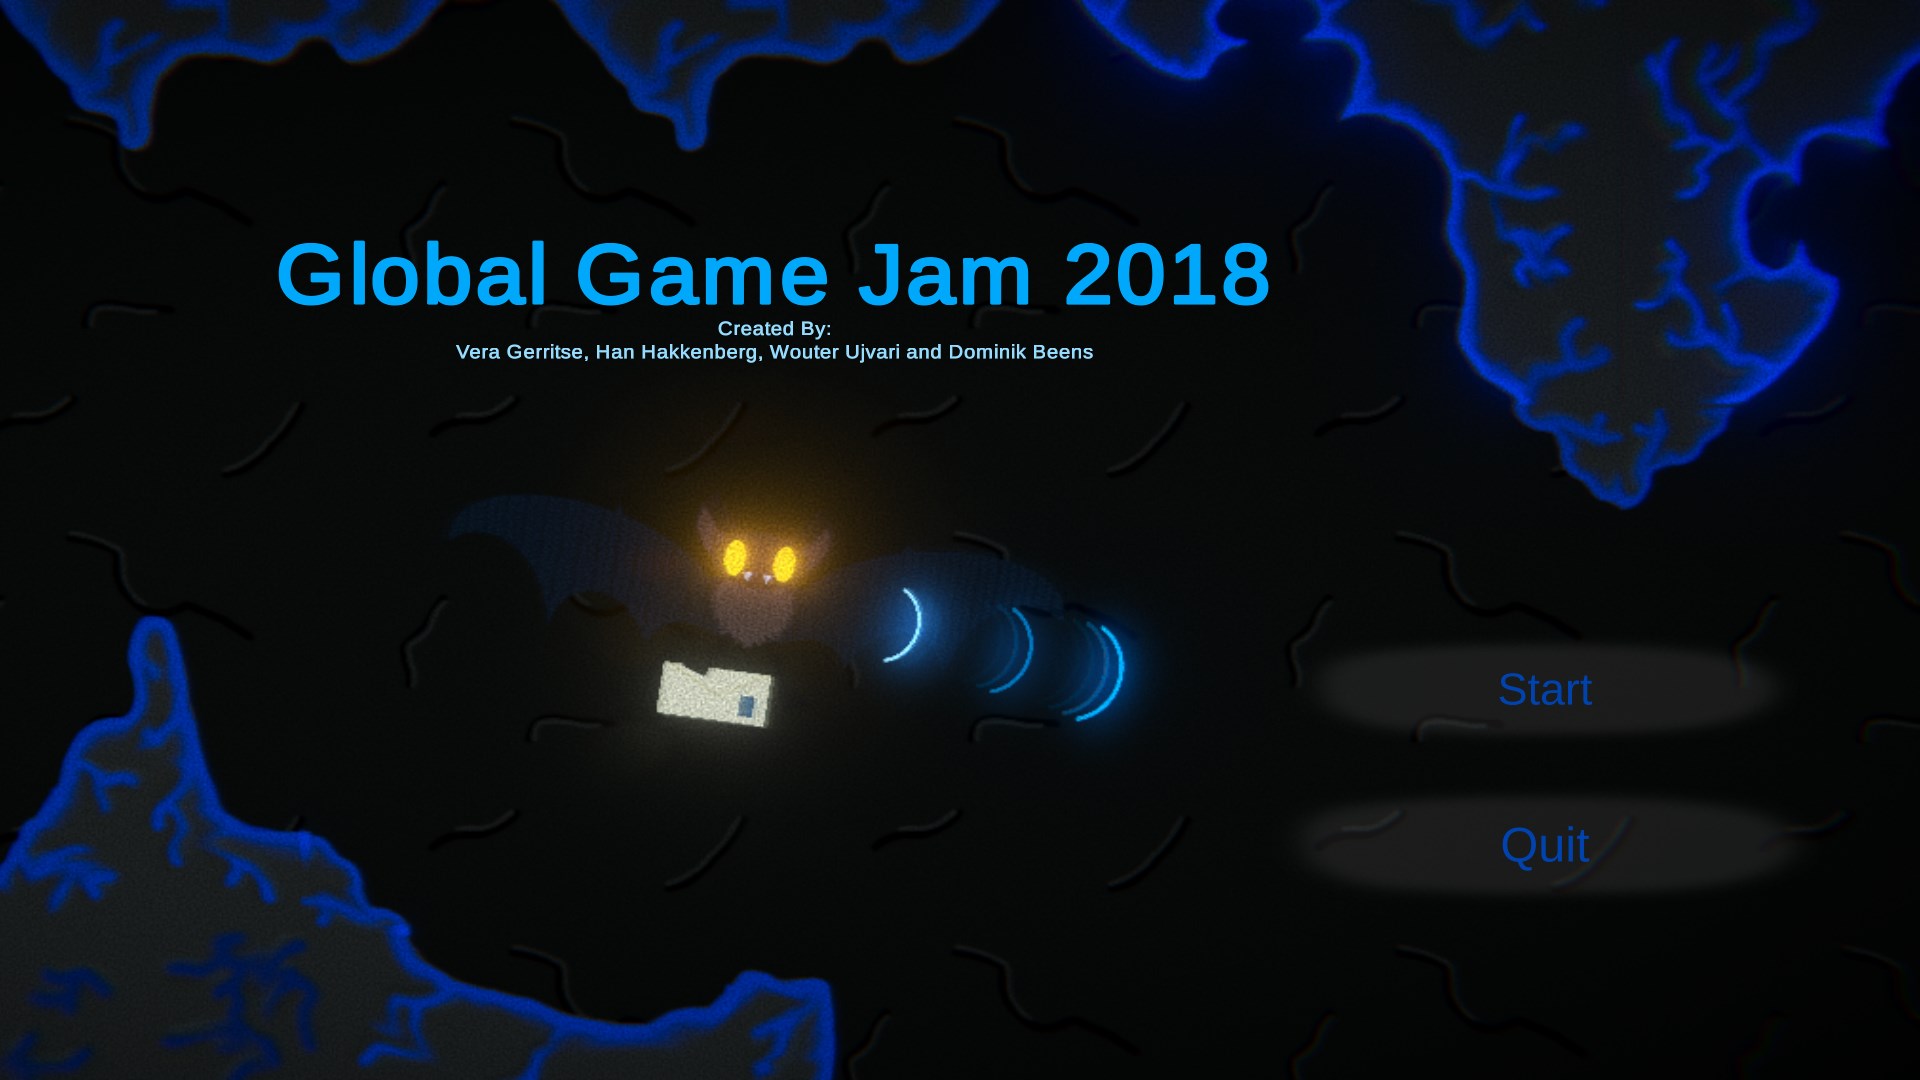 Global Game Jam 2018
Created By:
Vera Gerritse, Han Hakkenberg, Wouter Ujvari and Dominik Beens
Start
Quit